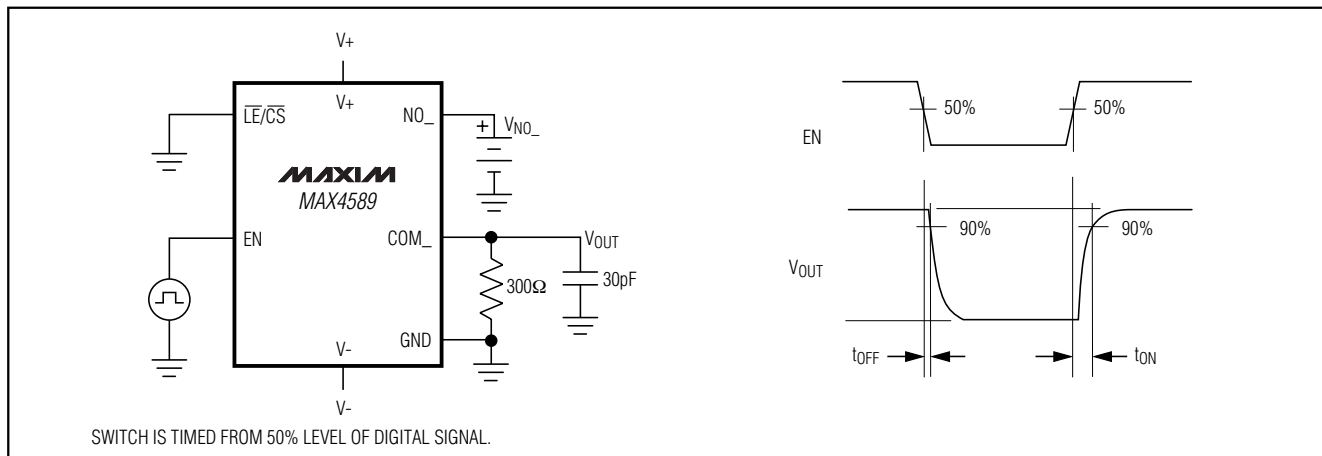 V+
V+
LE/CS
NO_
+
V_NO_
MAXIM
MAX4589
EN
COM_
V_OUT
300Ω
30pF
GND
V-
V-
SWITCH IS TIMED FROM 50% LEVEL OF DIGITAL SIGNAL.
50%
50%
EN
90%
90%
V_OUT
t_OFF
t_ON